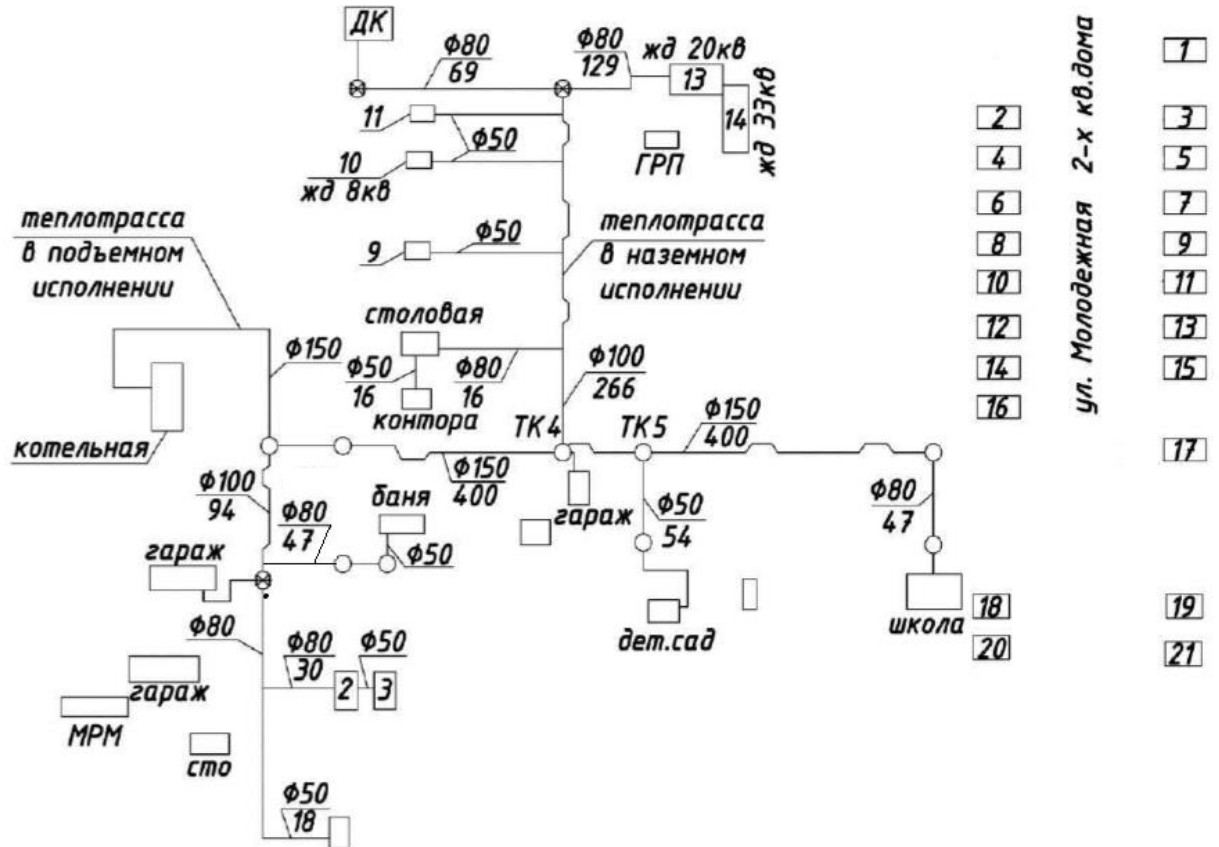 ДК
Ф80
69
Ф80
129
жд 20кв
13
14
жд 33кв
11
Ф50
10
жд 8кв
ГРП
9
Ф50
теплотрасса
в подъемном
исполнении
теплотрасса
в наземном
исполнении
столовая
Ф50
16
контора
Ф80
16
Ф100
266
Ф150
котельная
ТК4
ТК5
Ф150
400
Ф150
400
гараж
Ф50
54
дет.сад
Ф80
47
школа
Ф100
94
Ф80
47
баня
Ф50
гараж
Ф80
Ф80
30
Ф50
2
3
гараж
МРМ
сто
Ф50
18
ул. Молодежная 2-х кв.дома
1
2
3
4
5
6
7
8
9
10
11
12
13
14
15
16
17
18
19
20
21